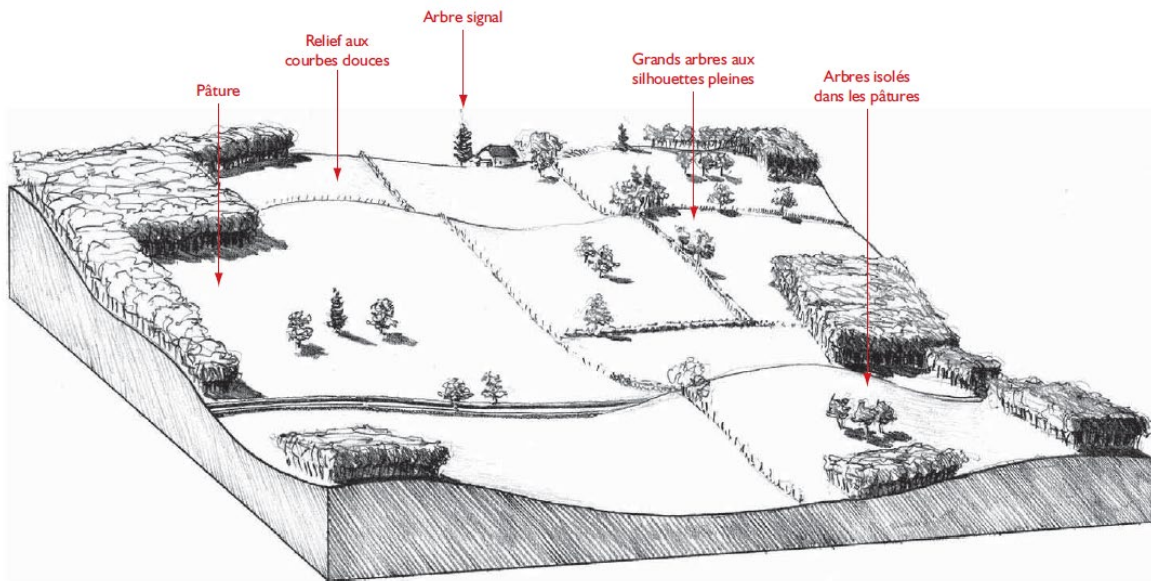 Arbre signal
Relief aux
courbes douces
Grands arbres aux
silhouettes pleines
Arbres isolés
dans les pâtures
Pâture